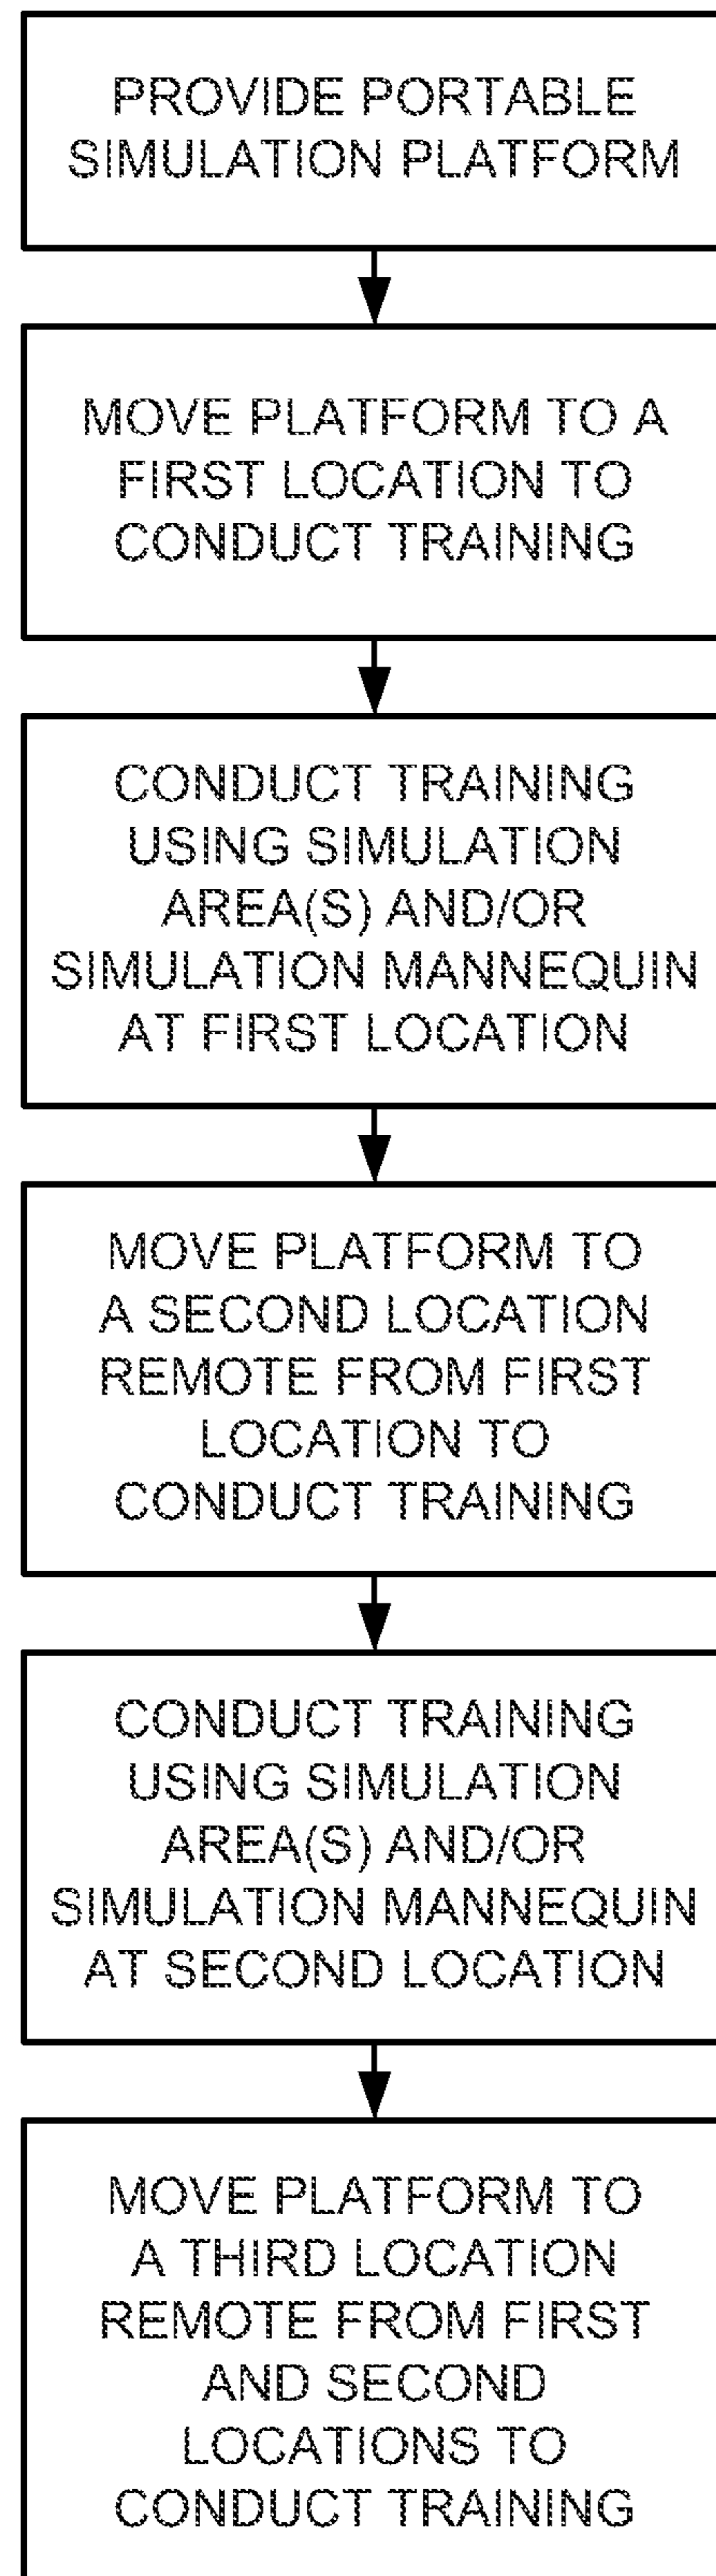 PROVIDE PORTABLE
SIMULATION PLATFORM
MOVE PLATFORM TO A
FIRST LOCATION TO
CONDUCT TRAINING
CONDUCT TRAINING
USING SIMULATION
AREA(S) AND/OR
SIMULATION MANNEQUIN
AT FIRST LOCATION
MOVE PLATFORM TO
A SECOND LOCATION
REMOTE FROM FIRST
LOCATION TO
CONDUCT TRAINING
CONDUCT TRAINING
USING SIMULATION
AREA(S) AND/OR
SIMULATION MANNEQUIN
AT SECOND LOCATION
MOVE PLATFORM TO
A THIRD LOCATION
REMOTE FROM FIRST
AND SECOND
LOCATIONS TO
CONDUCT TRAINING